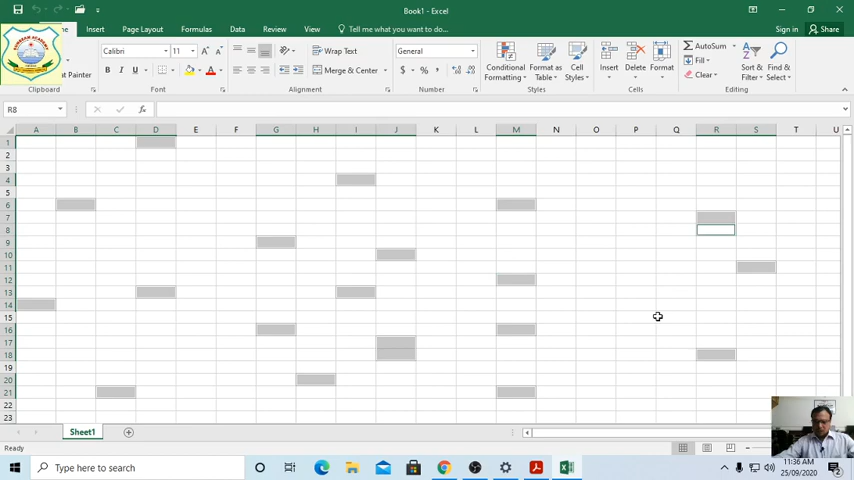 Book1 - Excel
Insert Page Layout Formulas Data Review View Tell me what you want to do... Sign in Share
Calibri 11 Wrap Text General AutoSum
Painter B I U Merge & Center $ % Conditional Formatting Format as Table Cell Styles Insert Delete Format Fill Clear Sort & Filter Find & Select
Clipboard Font Alignment Number Styles Cells Editing
R8 fx
A B C D E F G H I J K L M N O P Q R S T U
1
2
3
4
5
6
7
8
9
10
11
12
13
14
15
16
17
18
19
20
21
22
23
Sheet1
Ready
Type here to search
11:36 AM
25/09/2020
2